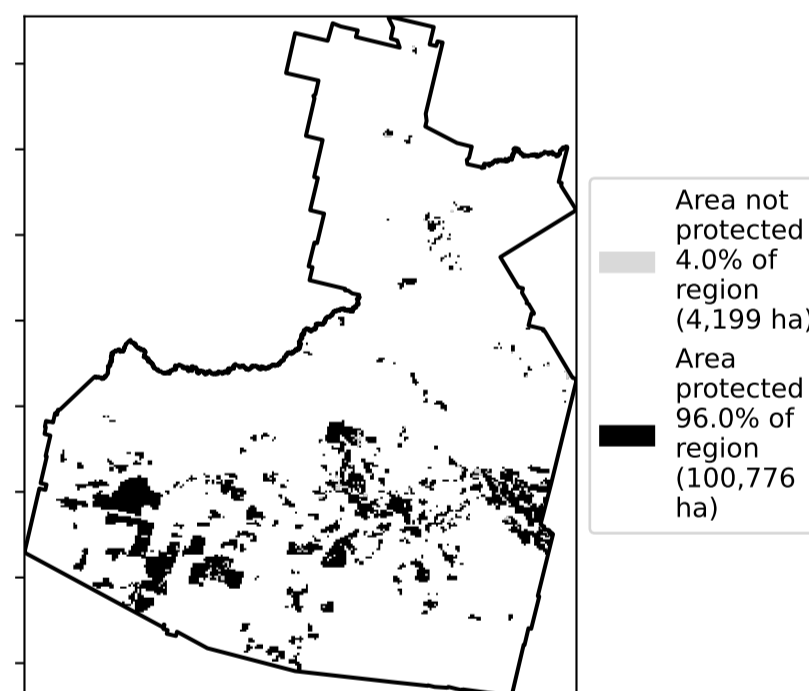 Area not
protected
4.0% of
region
(4,199 ha)
Area
protected
96.0% of
region
(100,776
ha)